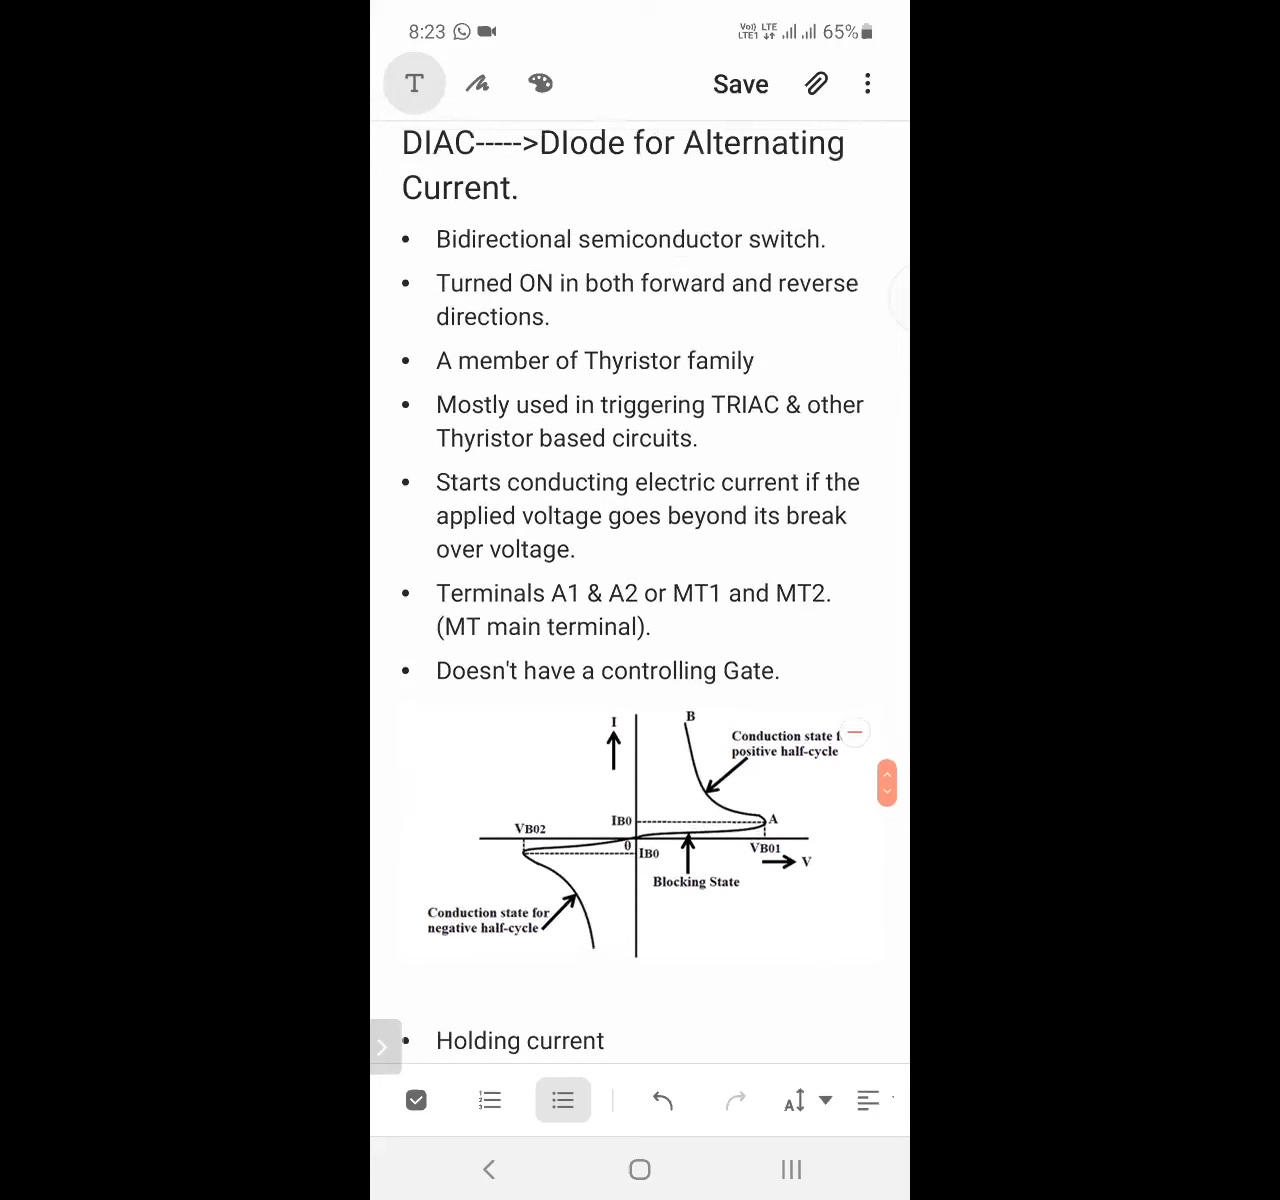 8:23
Vo)) LTE
LTE1 65%
T Save
DIAC----->DIode for Alternating
Current.
• Bidirectional semiconductor switch.
• Turned ON in both forward and reverse
directions.
• A member of Thyristor family
• Mostly used in triggering TRIAC & other
Thyristor based circuits.
• Starts conducting electric current if the
applied voltage goes beyond its break
over voltage.
• Terminals A1 & A2 or MT1 and MT2.
(MT main terminal).
• Doesn't have a controlling Gate.
I
B
Conduction state
positive half-cycle
IB0
A
VB02
0
IB0
VB01
V
Blocking State
Conduction state for
negative half-cycle
• Holding current